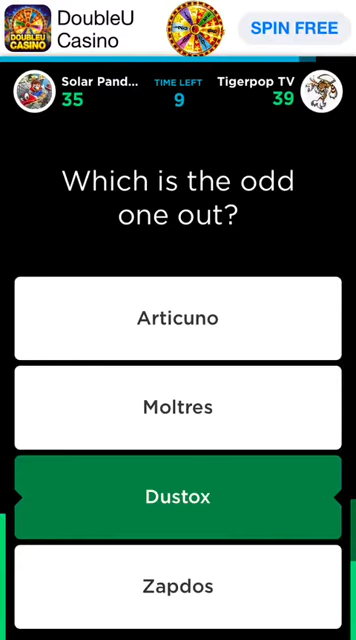 DoubleU
Casino
SPIN FREE
DOUBLEU
CASINO
Solar Pand...
35
TIME LEFT
9
Tigerpop TV
39
Which is the odd
one out?
Articuno
Moltres
Dustox
Zapdos